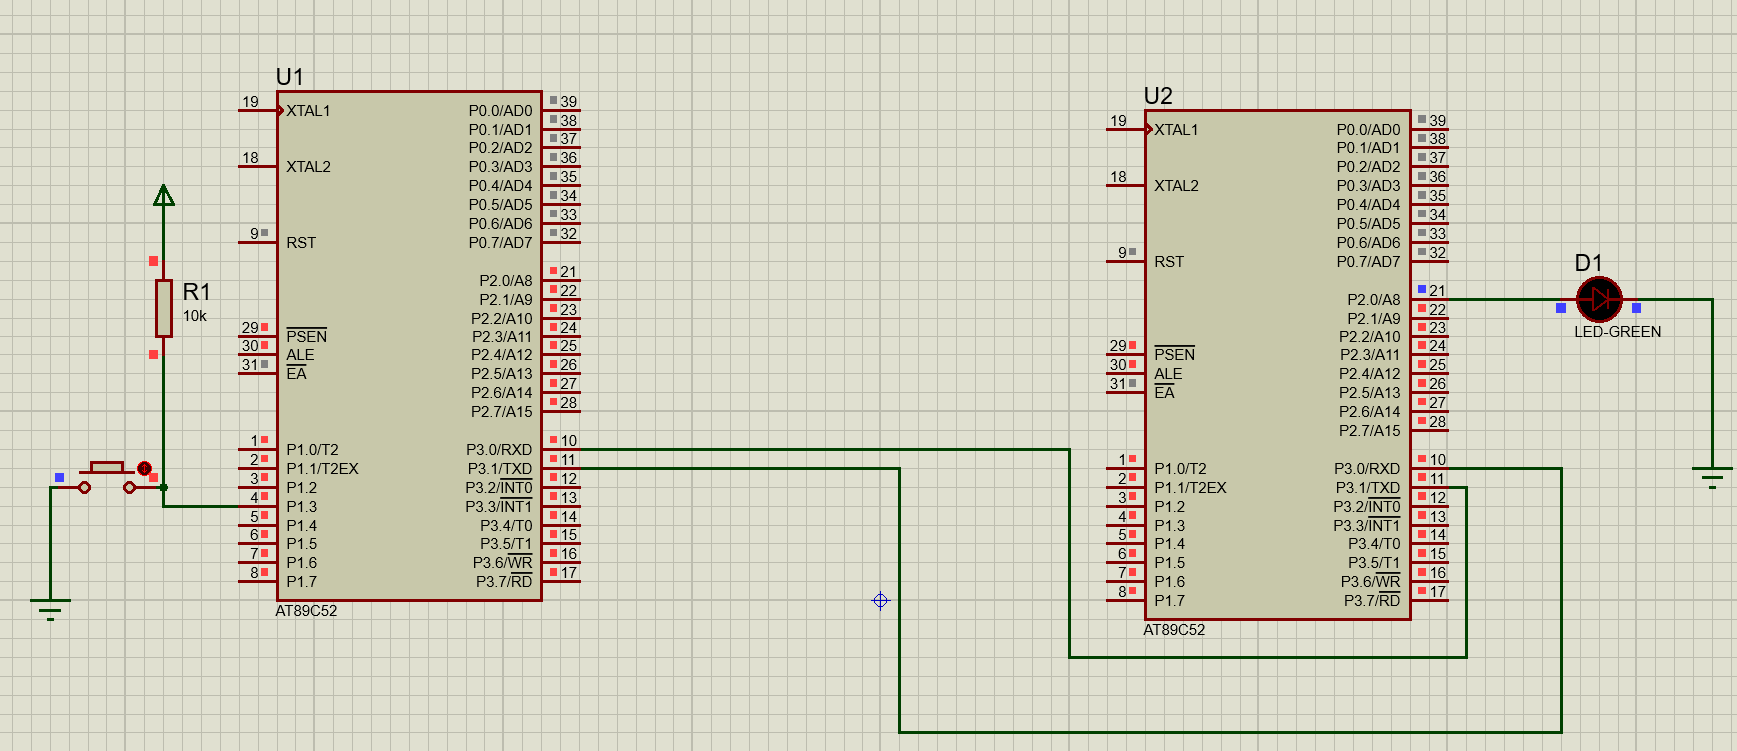 U1
19 XTAL1
18 XTAL2
9 RST
29 PSEN
30 ALE
31 EA
1 P1.0/T2
2 P1.1/T2EX
3 P1.2
4 P1.3
5 P1.4
6 P1.5
7 P1.6
8 P1.7
P0.0/AD0 39
P0.1/AD1 38
P0.2/AD2 37
P0.3/AD3 36
P0.4/AD4 35
P0.5/AD5 34
P0.6/AD6 33
P0.7/AD7 32
P2.0/A8 21
P2.1/A9 22
P2.2/A10 23
P2.3/A11 24
P2.4/A12 25
P2.5/A13 26
P2.6/A14 27
P2.7/A15 28
P3.0/RXD 10
P3.1/TXD 11
P3.2/INT0 12
P3.3/INT1 13
P3.4/T0 14
P3.5/T1 15
P3.6/WR 16
P3.7/RD 17
AT89C52
R1
10k
U2
19 XTAL1
18 XTAL2
9 RST
29 PSEN
30 ALE
31 EA
1 P1.0/T2
2 P1.1/T2EX
3 P1.2
4 P1.3
5 P1.4
6 P1.5
7 P1.6
8 P1.7
P0.0/AD0 39
P0.1/AD1 38
P0.2/AD2 37
P0.3/AD3 36
P0.4/AD4 35
P0.5/AD5 34
P0.6/AD6 33
P0.7/AD7 32
P2.0/A8 21
P2.1/A9 22
P2.2/A10 23
P2.3/A11 24
P2.4/A12 25
P2.5/A13 26
P2.6/A14 27
P2.7/A15 28
P3.0/RXD 10
P3.1/TXD 11
P3.2/INT0 12
P3.3/INT1 13
P3.4/T0 14
P3.5/T1 15
P3.6/WR 16
P3.7/RD 17
AT89C52
D1
LED-GREEN